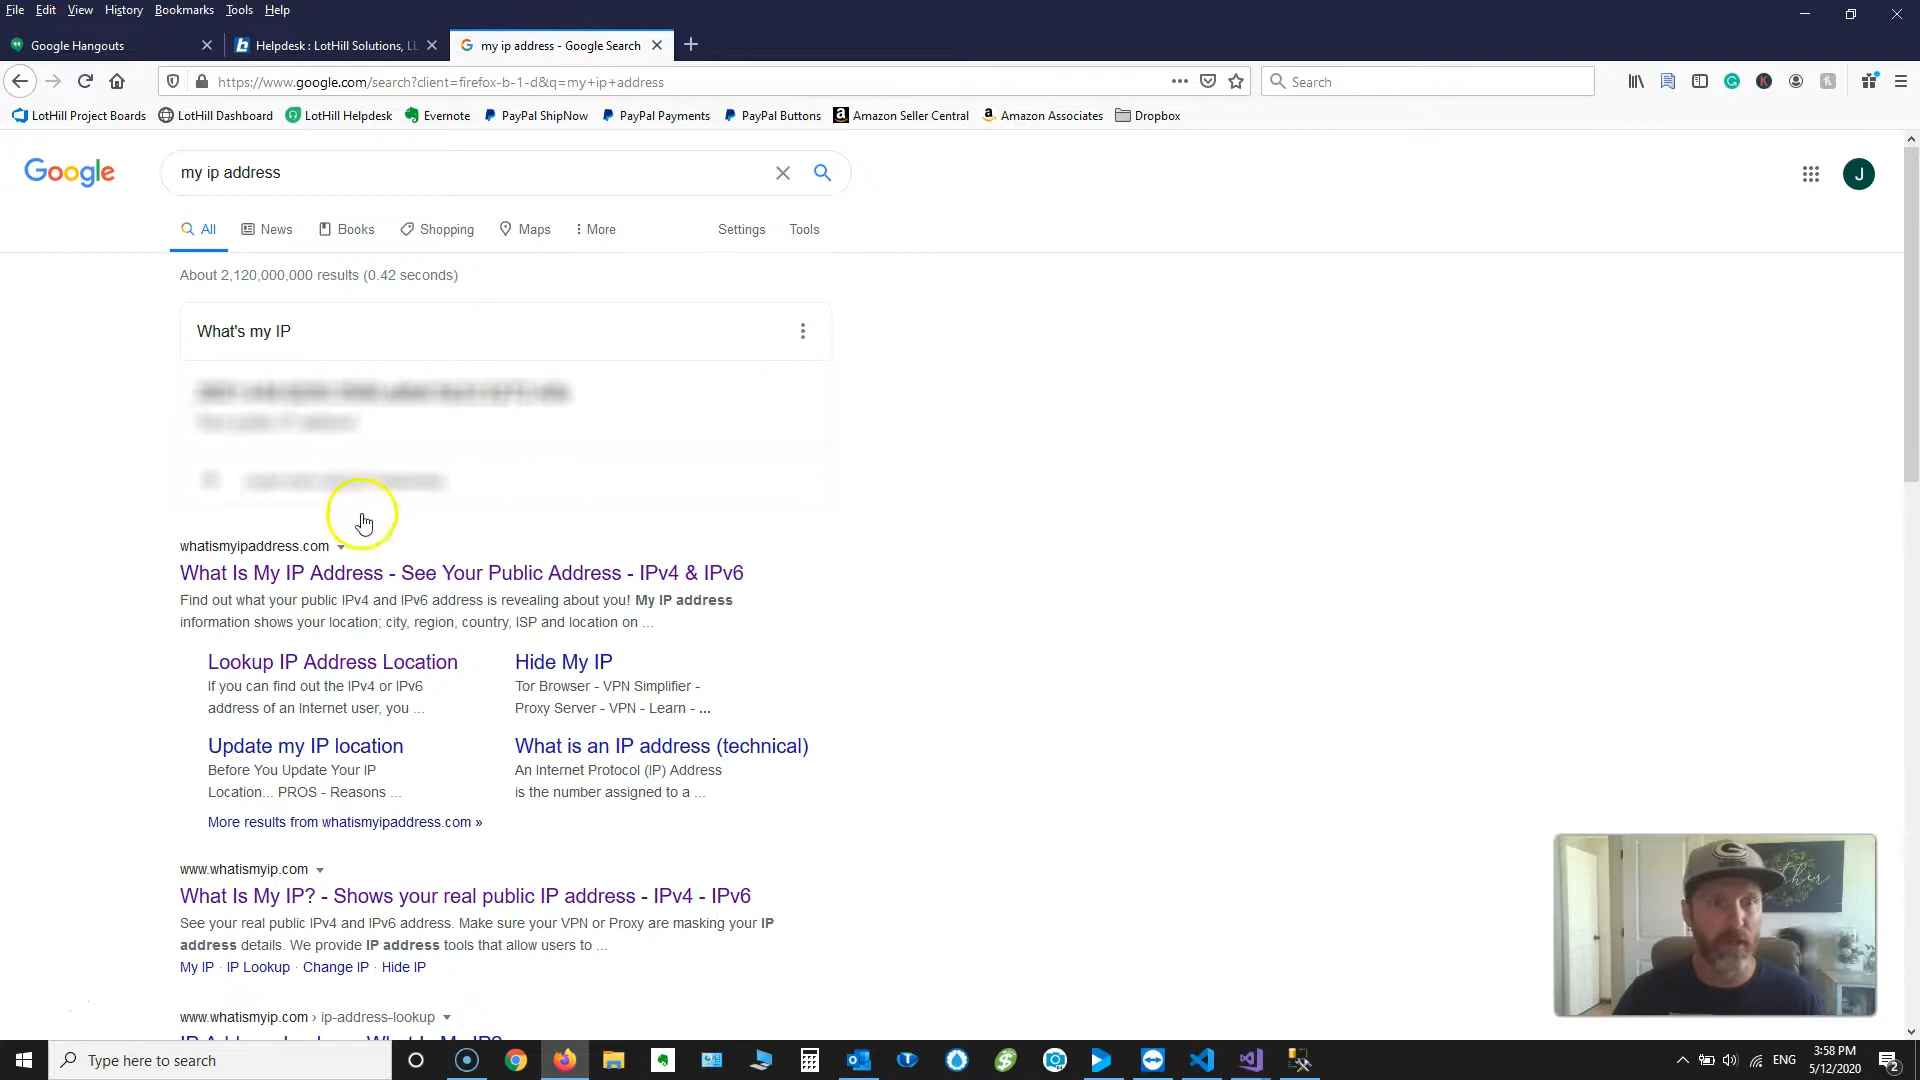 File Edit View History Bookmarks Tools Help
Google Hangouts
Helpdesk : LotHill Solutions, LL
my ip address - Google Search
https://www.google.com/search?client=firefox-b-1-d&q=my+ip+address
Search
LotHill Project Boards
LotHill Dashboard
LotHill Helpdesk
Evernote
PayPal ShipNow
PayPal Payments
PayPal Buttons
Amazon Seller Central
Amazon Associates
Dropbox
Google
my ip address
J
All
News
Books
Shopping
Maps
More
Settings
Tools
About 2,120,000,000 results (0.42 seconds)
What's my IP
whatismyipaddress.com
What Is My IP Address - See Your Public Address - IPv4 & IPv6
Find out what your public IPv4 and IPv6 address is revealing about you! My IP address
information shows your location; city, region, country, ISP and location on ...
Lookup IP Address Location
If you can find out the IPv4 or IPv6
address of an Internet user, you ...
Hide My IP
Tor Browser - VPN Simplifier -
Proxy Server - VPN - Learn - ...
Update my IP location
Before You Update Your IP
Location... PROS - Reasons ...
What is an IP address (technical)
An Internet Protocol (IP) Address
is the number assigned to a ...
More results from whatismyipaddress.com »
www.whatismyip.com
What Is My IP? - Shows your real public IP address - IPv4 - IPv6
See your real public IPv4 and IPv6 address. Make sure your VPN or Proxy are masking your IP
address details. We provide IP address tools that allow users to ...
My IP · IP Lookup · Change IP · Hide IP
www.whatismyip.com › ip-address-lookup
Type here to search
ENG
3:58 PM
5/12/2020
2